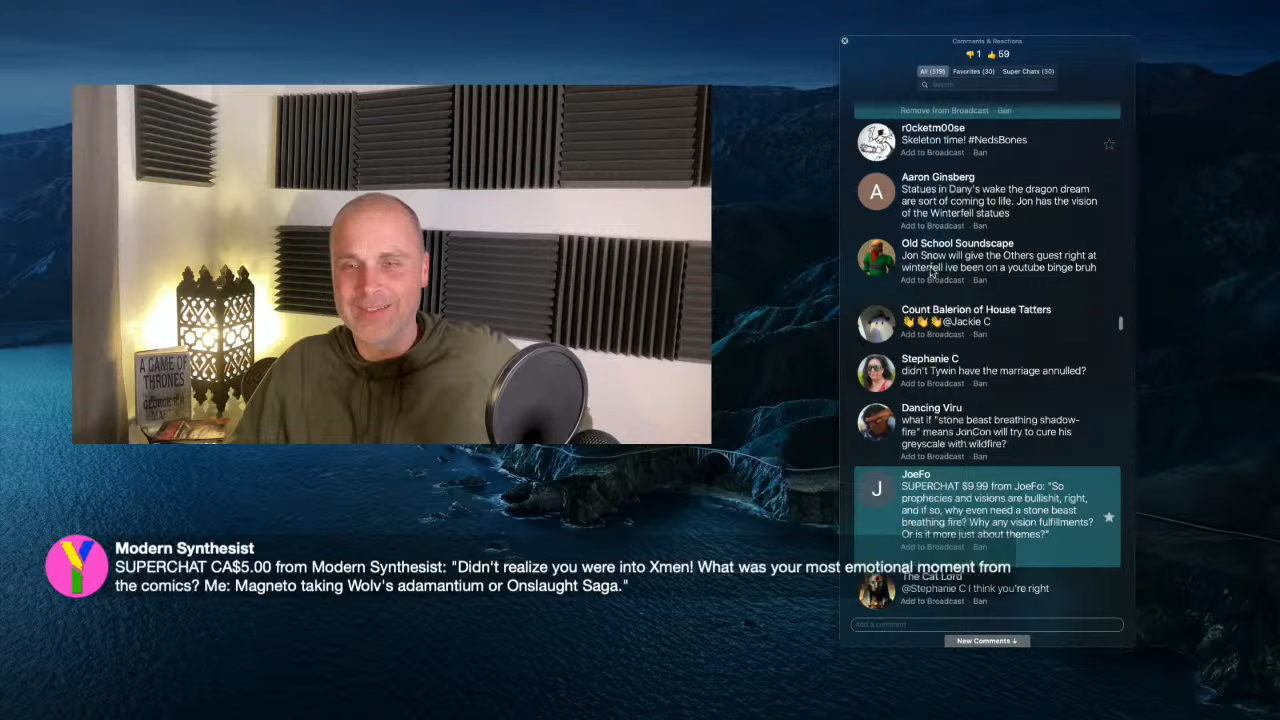 Comments & Reactions
👎 1 👍 59
All (519) Favorites (30) Super Chats (30)
Search
Remove from Broadcast · Ban
r0cketm00se
Skeleton time! #NedsBones
Add to Broadcast · Ban
A
Aaron Ginsberg
Statues in Dany's wake the dragon dream
are sort of coming to life. Jon has the vision
of the Winterfell statues
Add to Broadcast · Ban
Old School Soundscape
Jon Snow will give the Others guest right at
winterfell ive been on a youtube binge bruh
Add to Broadcast · Ban
Count Balerion of House Tatters
👏👏👏@Jackie C
Add to Broadcast · Ban
Stephanie C
didn't Tywin have the marriage annulled?
Add to Broadcast · Ban
Dancing Viru
what if "stone beast breathing shadow-
fire" means JonCon will try to cure his
greyscale with wildfire?
Add to Broadcast · Ban
J
JoeFo
SUPERCHAT $9.99 from JoeFo: "So
prophecies and visions are bullishit, right,
and if so, why even need a stone beast
breathing fire? Why any vision fulfillments?
Or is it more just about themes?"
Add to Broadcast · Ban
The Cat Lord
@Stephanie C i think you're right
Add to Broadcast · Ban
Add a comment
New Comments ↓
A GAME OF
THRONES
GEORGE R.R.
Y
Modern Synthesist
SUPERCHAT CA$5.00 from Modern Synthesist: "Didn't realize you were into Xmen! What was your most emotional moment from
the comics? Me: Magneto taking Wolv's adamantium or Onslaught Saga."